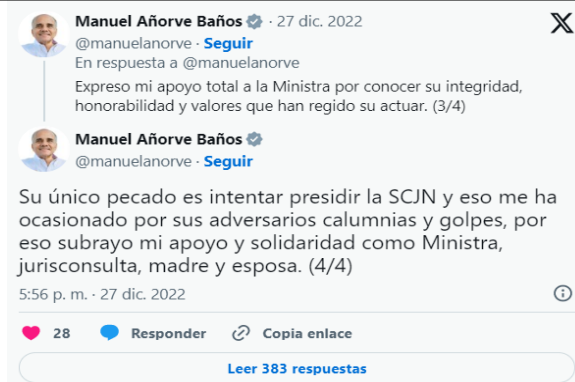 Manuel Añorve Baños · 27 dic. 2022
@manuelanorve · Seguir
En respuesta a @manuelanorve
Expreso mi apoyo total a la Ministra por conocer su integridad,
honorabilidad y valores que han regido su actuar. (3/4)
Manuel Añorve Baños
@manuelanorve · Seguir
Su único pecado es intentar presidir la SCJN y eso me ha
ocasionado por sus adversarios calumnias y golpes, por
eso subrayo mi apoyo y solidaridad como Ministra,
jurisconsulta, madre y esposa. (4/4)
5:56 p. m. · 27 dic. 2022
28 Responder Copia enlace
Leer 383 respuestas